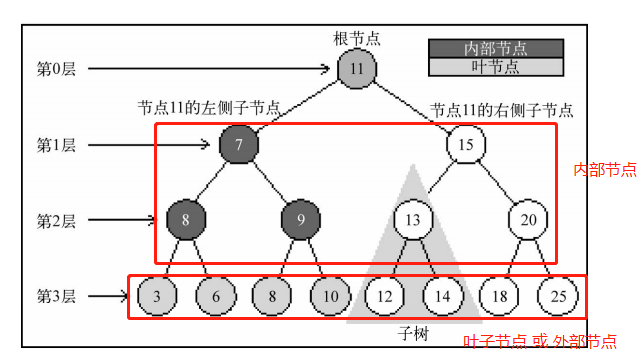 根节点
内部节点
叶节点
第0层
11
节点11的左侧子节点
节点11的右侧子节点
第1层
7
15
内部节点
第2层
8
9
13
20
第3层
3
6
8
10
12
14
18
25
子树
叶子节点 或 外部节点